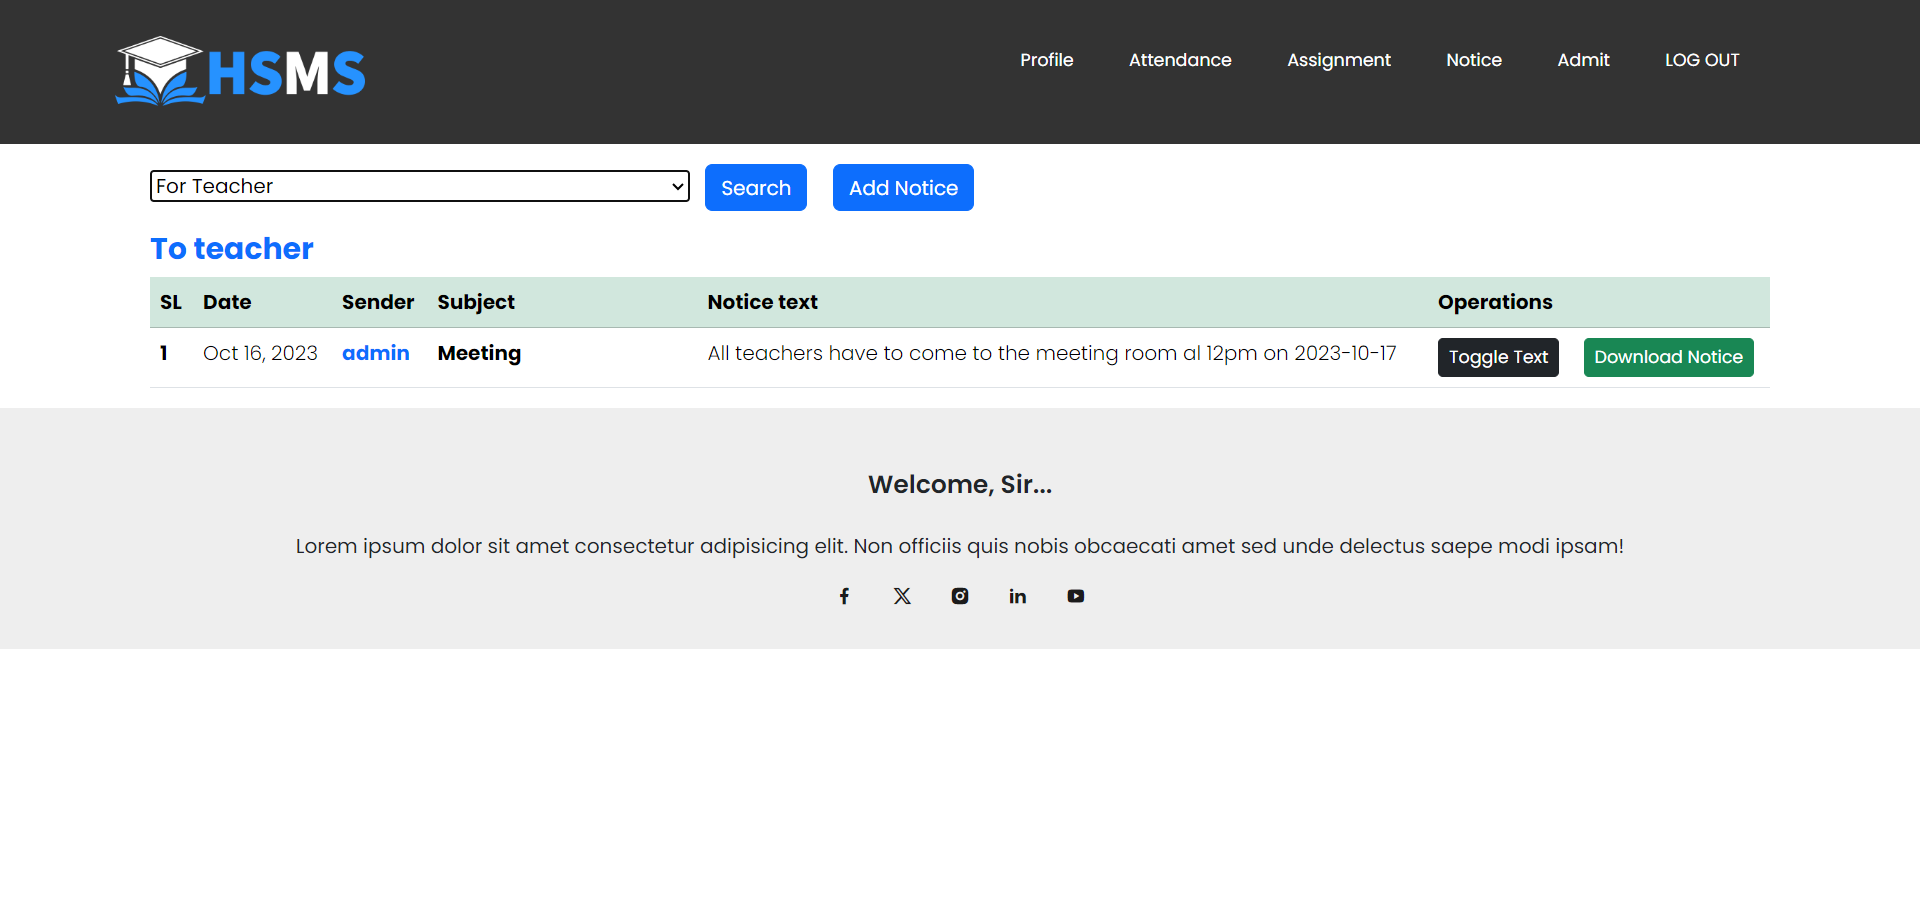 HSMS
Profile Attendance Assignment Notice Admit LOG OUT
For Teacher Search Add Notice
To teacher
SL Date Sender Subject Notice text Operations
1 Oct 16, 2023 admin Meeting All teachers have to come to the meeting room al 12pm on 2023-10-17 Toggle Text Download Notice
Welcome, Sir...
Lorem ipsum dolor sit amet consectetur adipisicing elit. Non officiis quis nobis obcaecati amet sed unde delectus saepe modi ipsam!